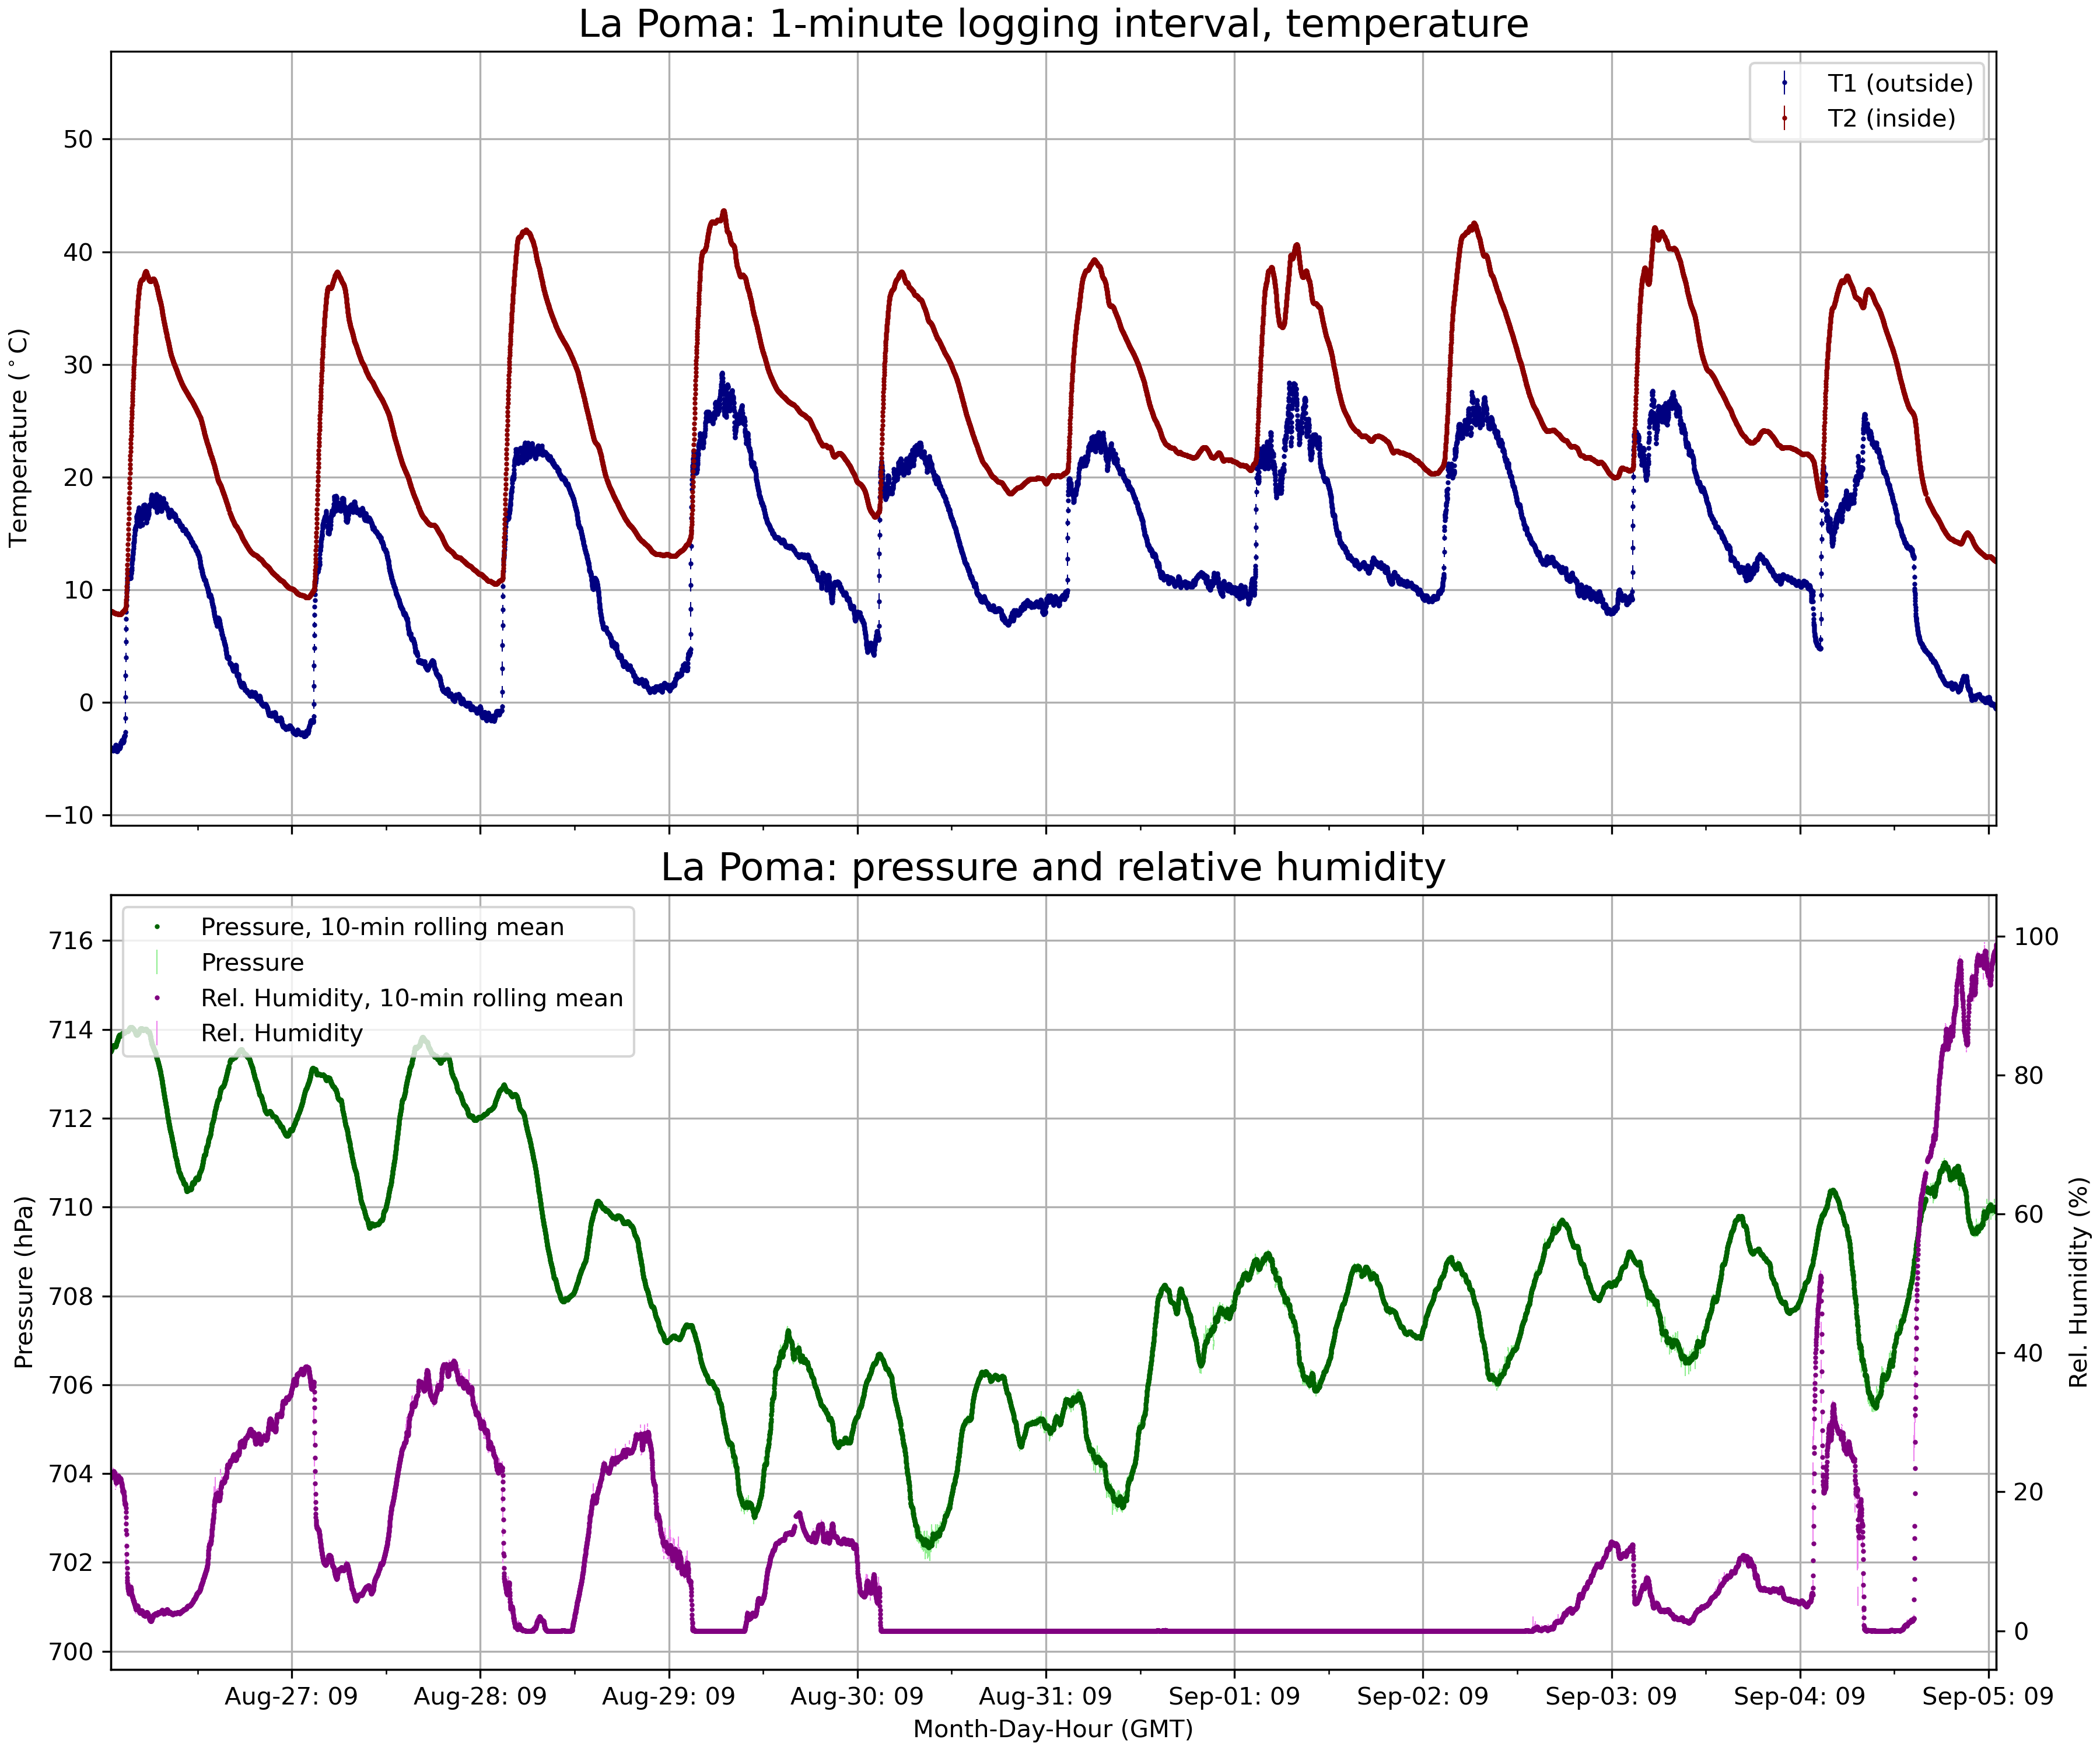 La Poma: 1-minute logging interval, temperature
T1 (outside)
T2 (inside)
50
40
30
20
10
0
−10
Temperature (°C)
La Poma: pressure and relative humidity
Pressure, 10-min rolling mean
Pressure
Rel. Humidity, 10-min rolling mean
Rel. Humidity
716
714
712
710
708
706
704
702
700
Pressure (hPa)
100
80
60
40
20
0
Rel. Humidity (%)
Aug-27: 09 Aug-28: 09 Aug-29: 09 Aug-30: 09 Aug-31: 09 Sep-01: 09 Sep-02: 09 Sep-03: 09 Sep-04: 09 Sep-05: 09
Month-Day-Hour (GMT)